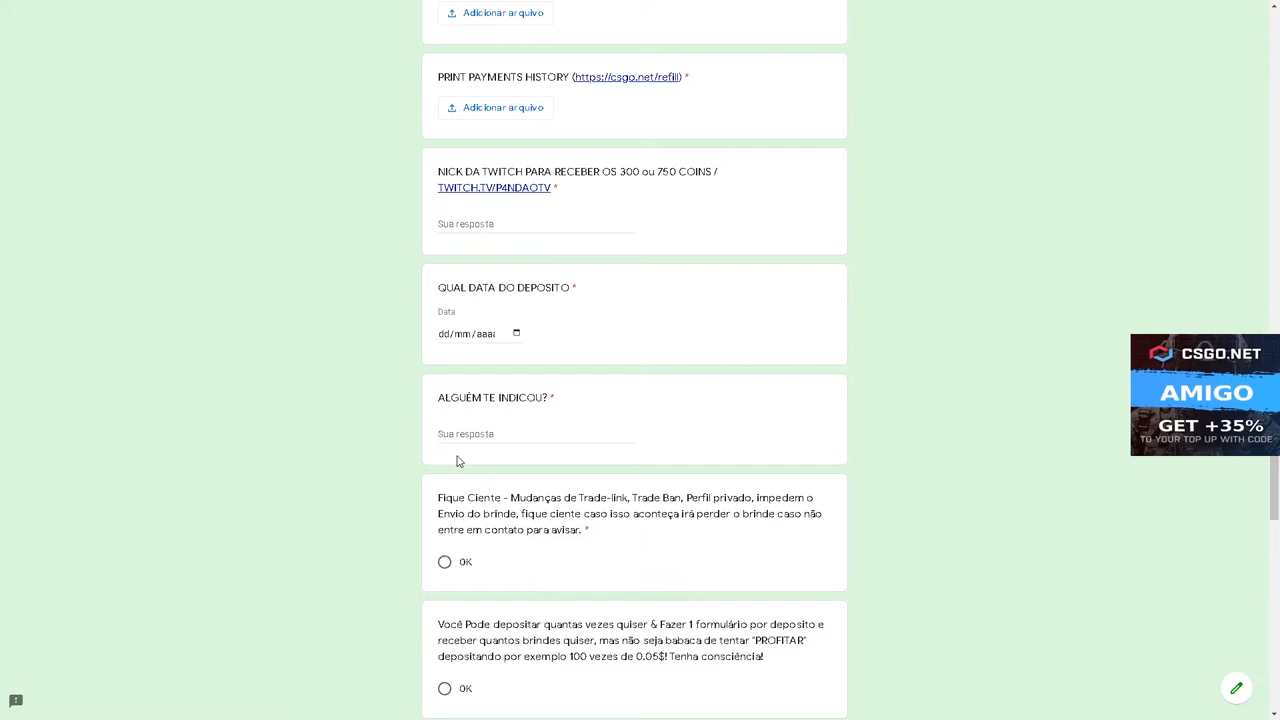 Adicionar arquivo
PRINT PAYMENTS HISTORY (https://csgo.net/refill) *
Adicionar arquivo
NICK DA TWITCH PARA RECEBER OS 300 ou 750 COINS /
TWITCH.TV/P4NDAOTV *
Sua resposta
QUAL DATA DO DEPOSITO *
Data
dd/mm/aaaa
ALGUÉM TE INDICOU? *
Sua resposta
Fique Ciente - Mudanças de Trade-link, Trade Ban, Perfil privado, impedem o
Envio do brinde, fique ciente caso isso aconteça irá perder o brinde caso não
entre em contato para avisar. *
OK
Você Pode depositar quantas vezes quiser & Fazer 1 formulário por deposito e
receber quantos brindes quiser, mas não seja babaca de tentar "PROFITAR"
depositando por exemplo 100 vezes de 0.05$! Tenha consciência!
OK
CSGO.NET
AMIGO
GET +35%
TO YOUR TOP UP WITH CODE